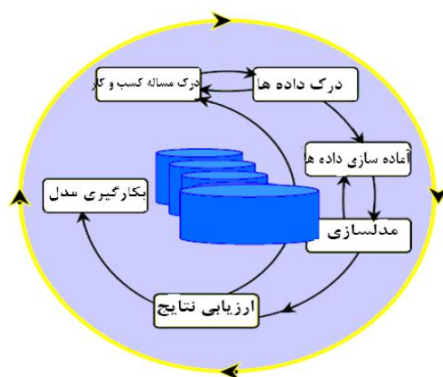 درک مساله کسب و کار
درک داده ها
آماده سازی داده ها
مدلسازی
ارزیابی نتایج
بکارگیری مدل